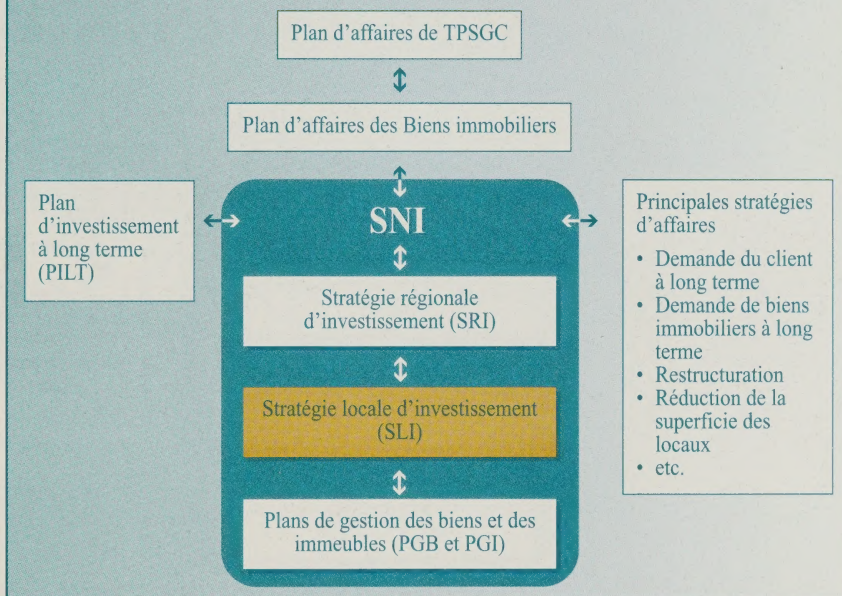 Plan d'affaires de TPSGC
Plan d'affaires des Biens immobiliers
Plan
d'investissement
à long terme
(PILT)
SNI
Stratégie régionale
d'investissement (SRI)
Stratégie locale d'investissement
(SLI)
Plans de gestion des biens et des
immeubles (PGB et PGI)
Principales stratégies
d'affaires
• Demande du client
à long terme
• Demande de biens
immobiliers à long
terme
• Restructuration
• Réduction de la
superficie des
locaux
• etc.